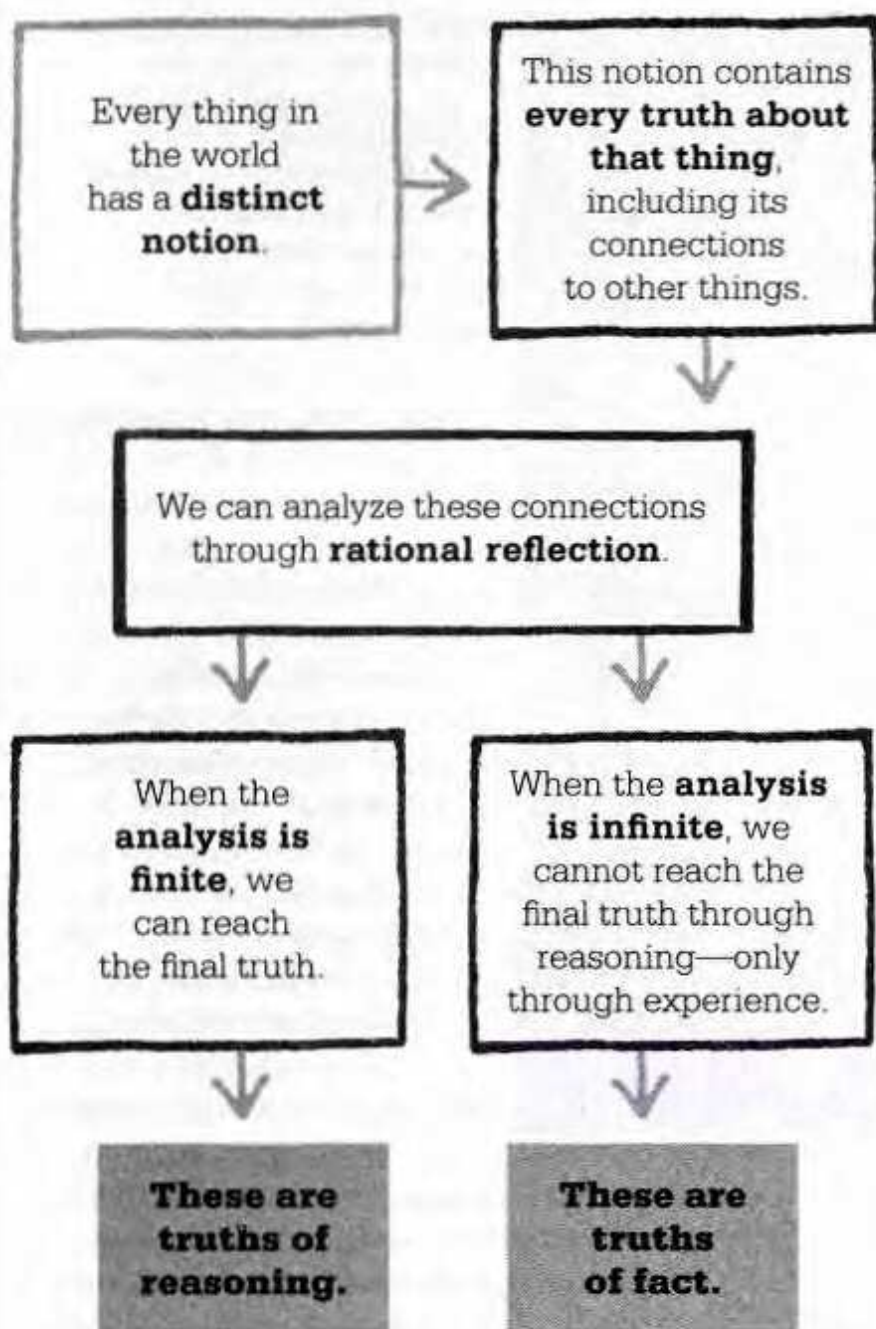 Every thing in
the world
has a distinct
notion.
This notion contains
every truth about
that thing,
including its
connections
to other things.
We can analyze these connections
through rational reflection.
When the
analysis is
finite, we
can reach
the final truth.
When the analysis
is infinite, we
cannot reach the
final truth through
reasoning—only
through experience.
These are
truths of
reasoning.
These are
truths
of fact.